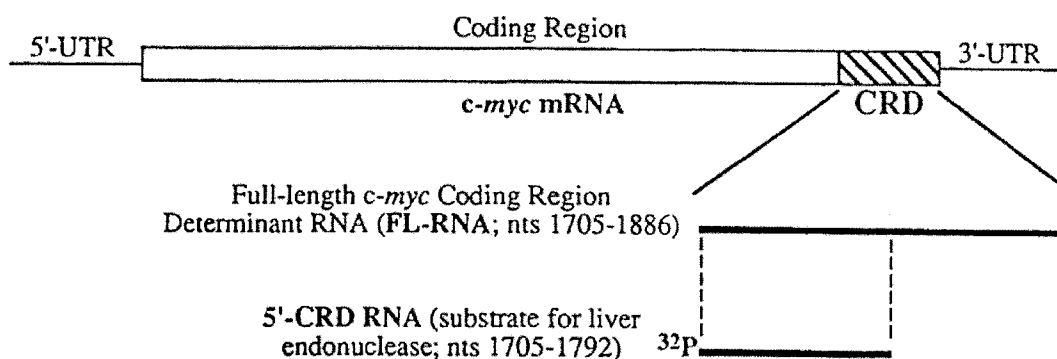 Coding Region
5'-UTR
3'-UTR
c-myc mRNA
CRD
Full-length c-myc Coding Region
Determinant RNA (FL-RNA; nts 1705-1886)
5'-CRD RNA (substrate for liver
endonuclease; nts 1705-1792)
32P